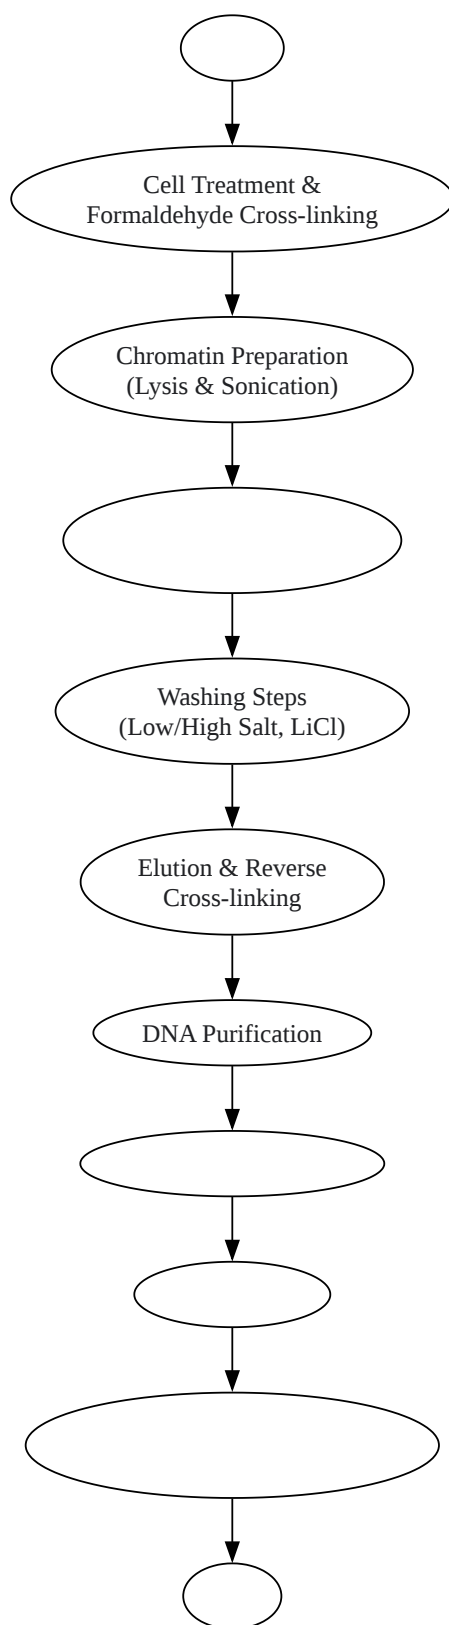 Cell Treatment &
Formaldehyde Cross-linking
Chromatin Preparation
(Lysis & Sonication)
Washing Steps
(Low/High Salt, LiCl)
Elution & Reverse
Cross-linking
DNA Purification